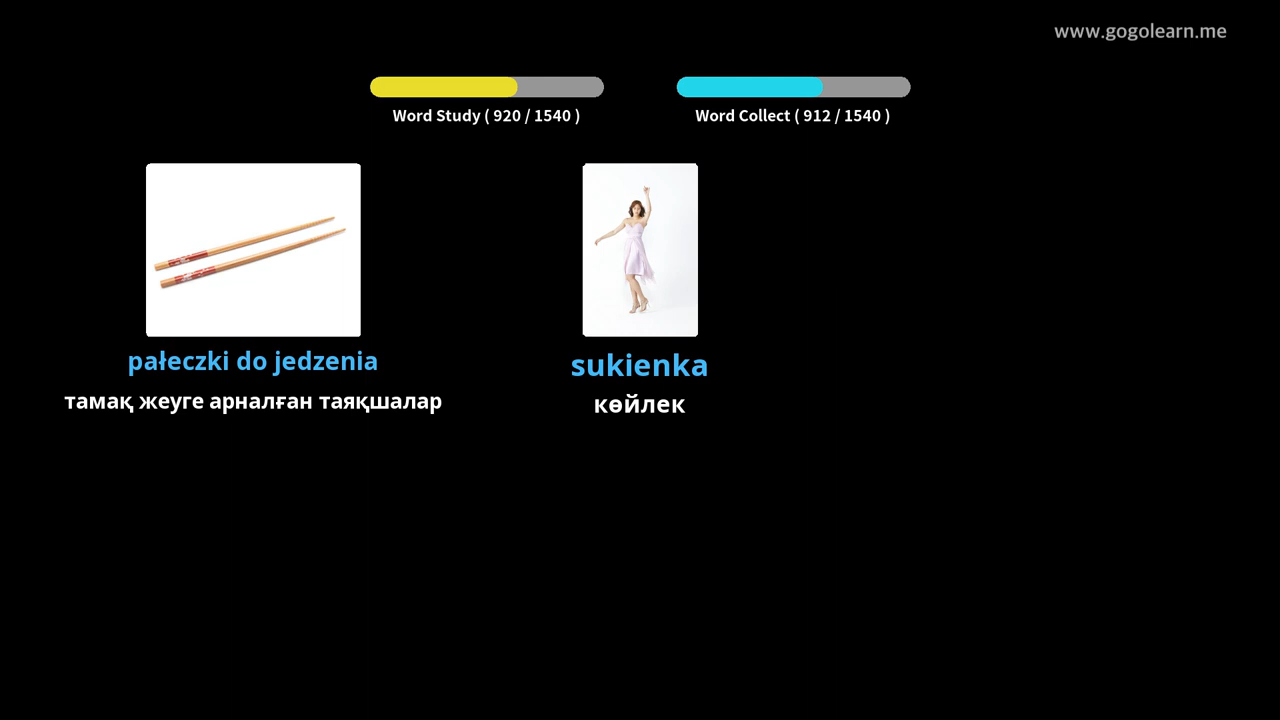 www.gogolearn.me
Word Study ( 920 / 1540 )
Word Collect ( 912 / 1540 )
pałeczki do jedzenia
тамақ жеуге арналған таяқшалар
sukienka
көйлек